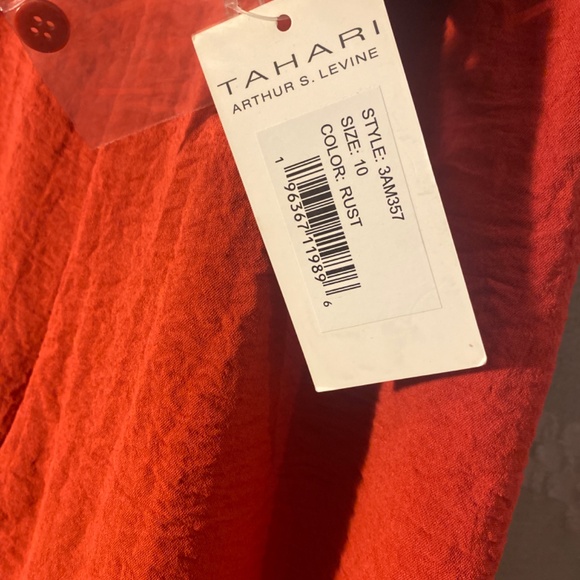 TAHARI
ARTHUR S. LEVINE
STYLE: 3AM357
SIZE: 10
COLOR: RUST
1 96367 11989 6